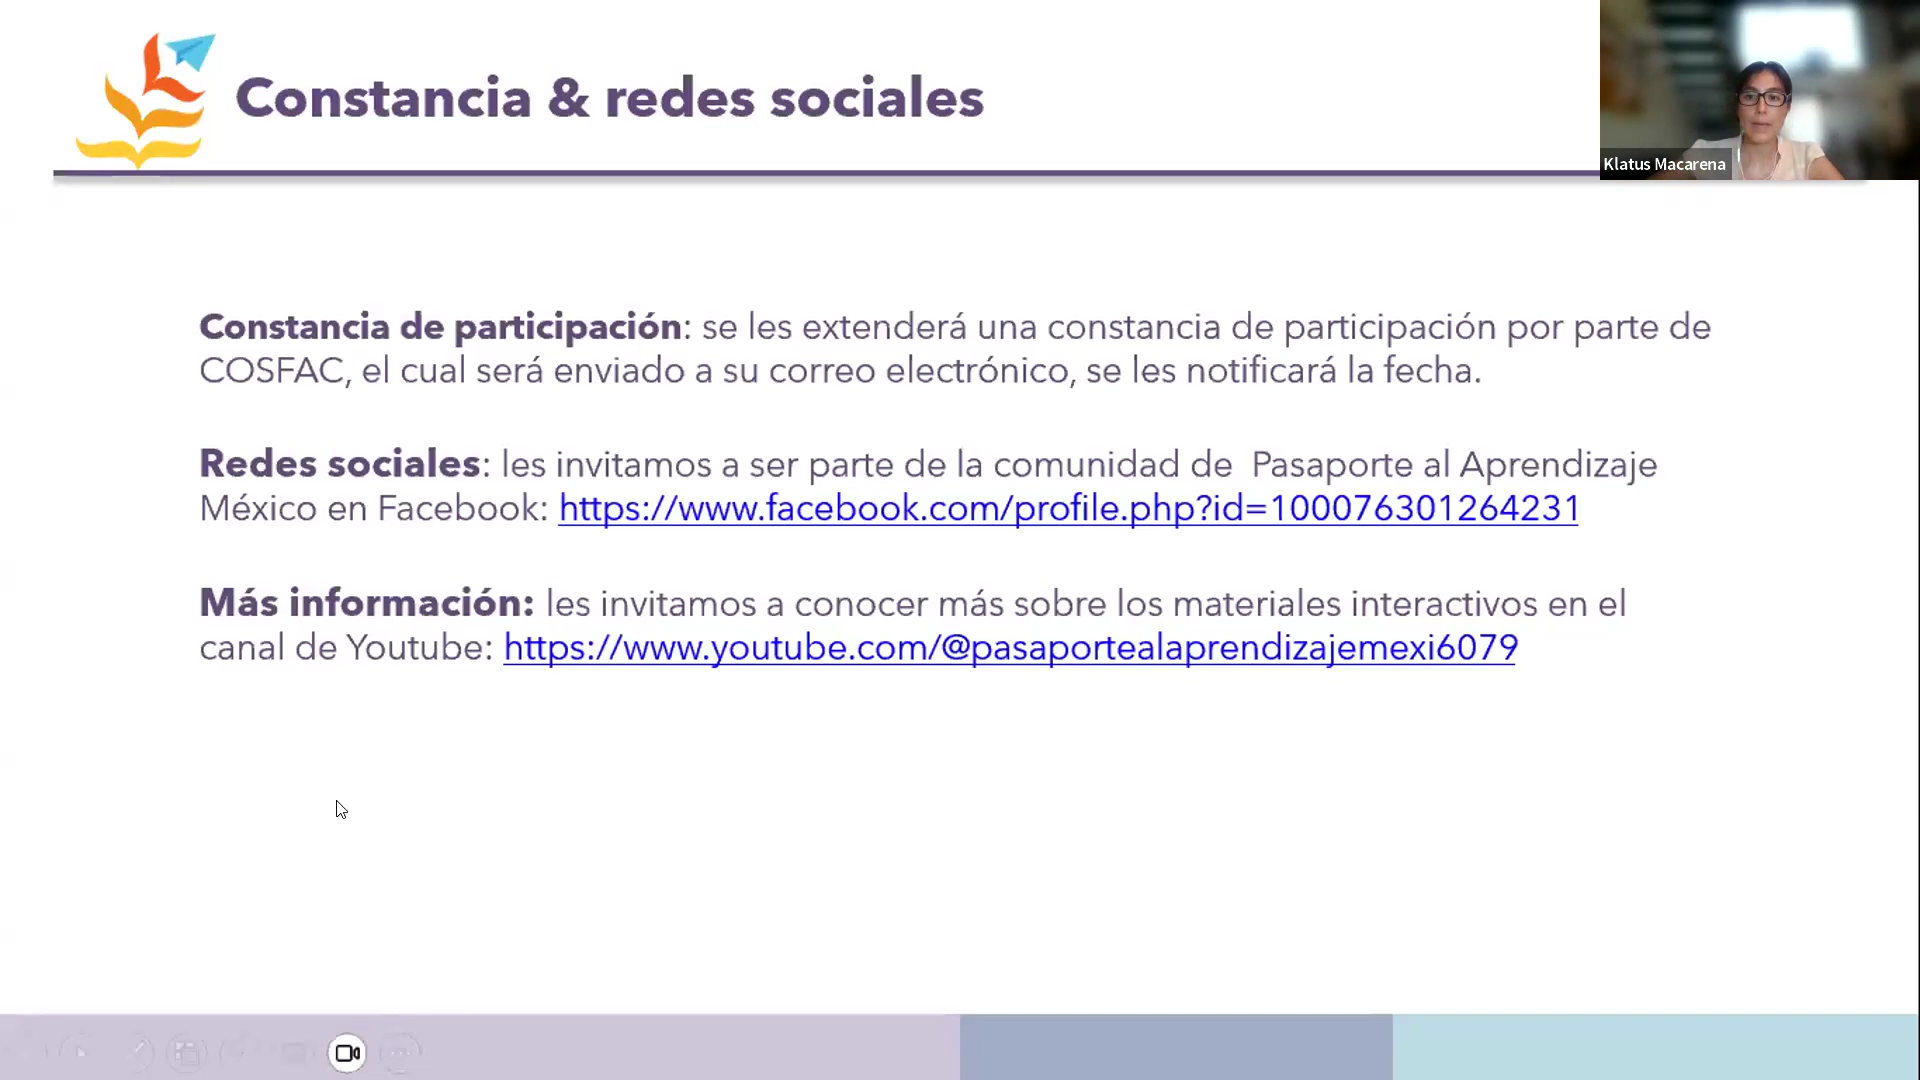 Constancia & redes sociales
Klatus Macarena
Constancia de participación: se les extenderá una constancia de participación por parte de
COSFAC, el cual será enviado a su correo electrónico, se les notificará la fecha.
Redes sociales: les invitamos a ser parte de la comunidad de  Pasaporte al Aprendizaje
México en Facebook: https://www.facebook.com/profile.php?id=100076301264231
Más información: les invitamos a conocer más sobre los materiales interactivos en el
canal de Youtube: https://www.youtube.com/@pasaportealaprendizajemexi6079